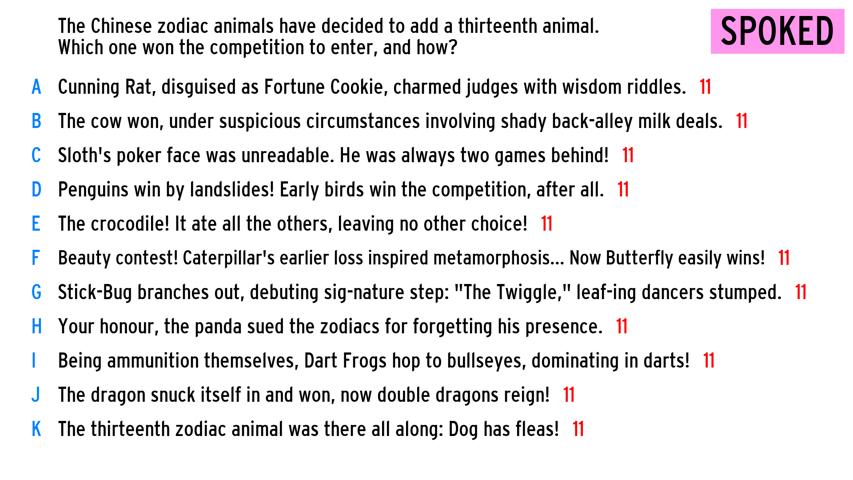 The Chinese zodiac animals have decided to add a thirteenth animal.
Which one won the competition to enter, and how?
SPOKED
A Cunning Rat, disguised as Fortune Cookie, charmed judges with wisdom riddles. 11
B The cow won, under suspicious circumstances involving shady back-alley milk deals. 11
C Sloth's poker face was unreadable. He was always two games behind! 11
D Penguins win by landslides! Early birds win the competition, after all. 11
E The crocodile! It ate all the others, leaving no other choice! 11
F Beauty contest! Caterpillar's earlier loss inspired metamorphosis... Now Butterfly easily wins! 11
G Stick-Bug branches out, debuting sig-nature step: "The Twiggle," leaf-ing dancers stumped. 11
H Your honour, the panda sued the zodiacs for forgetting his presence. 11
I Being ammunition themselves, Dart Frogs hop to bullseyes, dominating in darts! 11
J The dragon snuck itself in and won, now double dragons reign! 11
K The thirteenth zodiac animal was there all along: Dog has fleas! 11